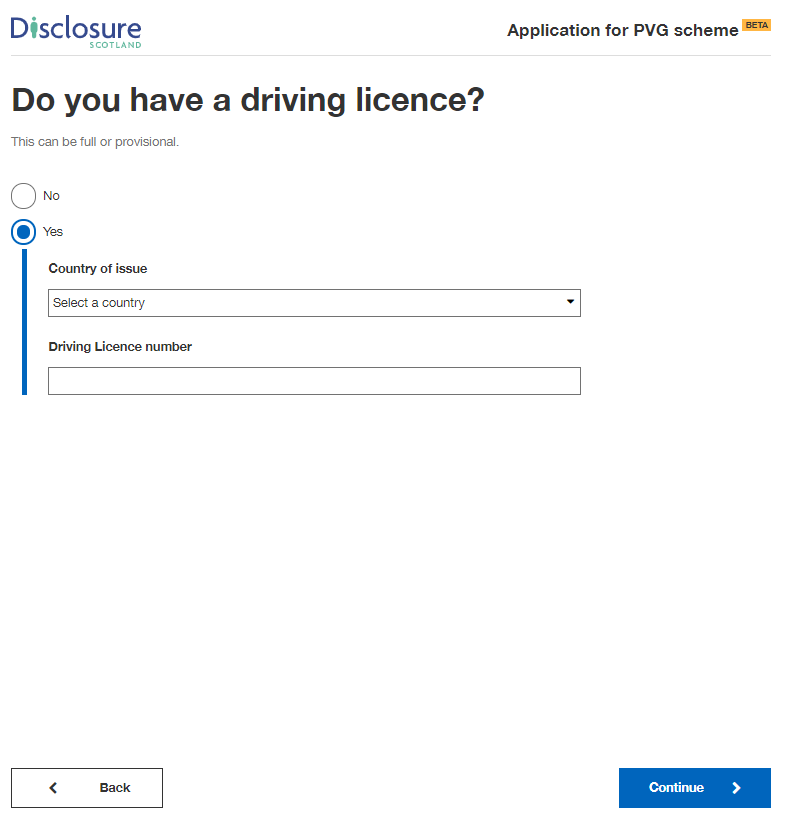 Disclosure
SCOTLAND
Application for PVG scheme BETA
Do you have a driving licence?
This can be full or provisional.
No
Yes
Country of issue
Select a country
Driving Licence number
Back
Continue